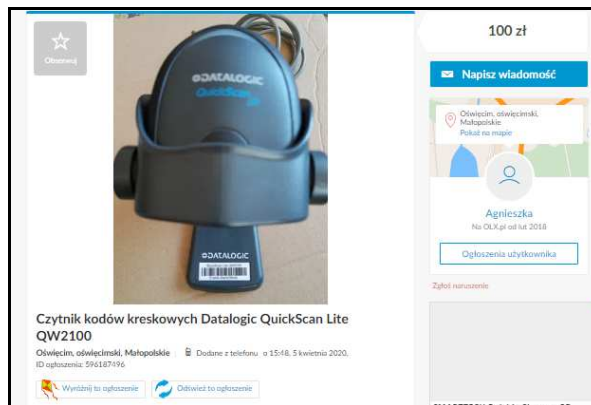 Obserwuj
DATALOGIC
QuickScan
DATALOGIC
100 zł
Napisz wiadomość
Oświęcim, oświęcimski,
Małopolskie
Pokaż na mapie
Agnieszka
Na OLX.pl od lut 2018
Ogłoszenia użytkownika
Zgłoś naruszenie
Czytnik kodów kreskowych Datalogic QuickScan Lite
QW2100
Oświęcim, oświęcimski, Małopolskie Dodane z telefonu o 15:48, 5 kwietnia 2020,
ID ogłoszenia: 596187496
Wyróżnij to ogłoszenie Odśwież to ogłoszenie